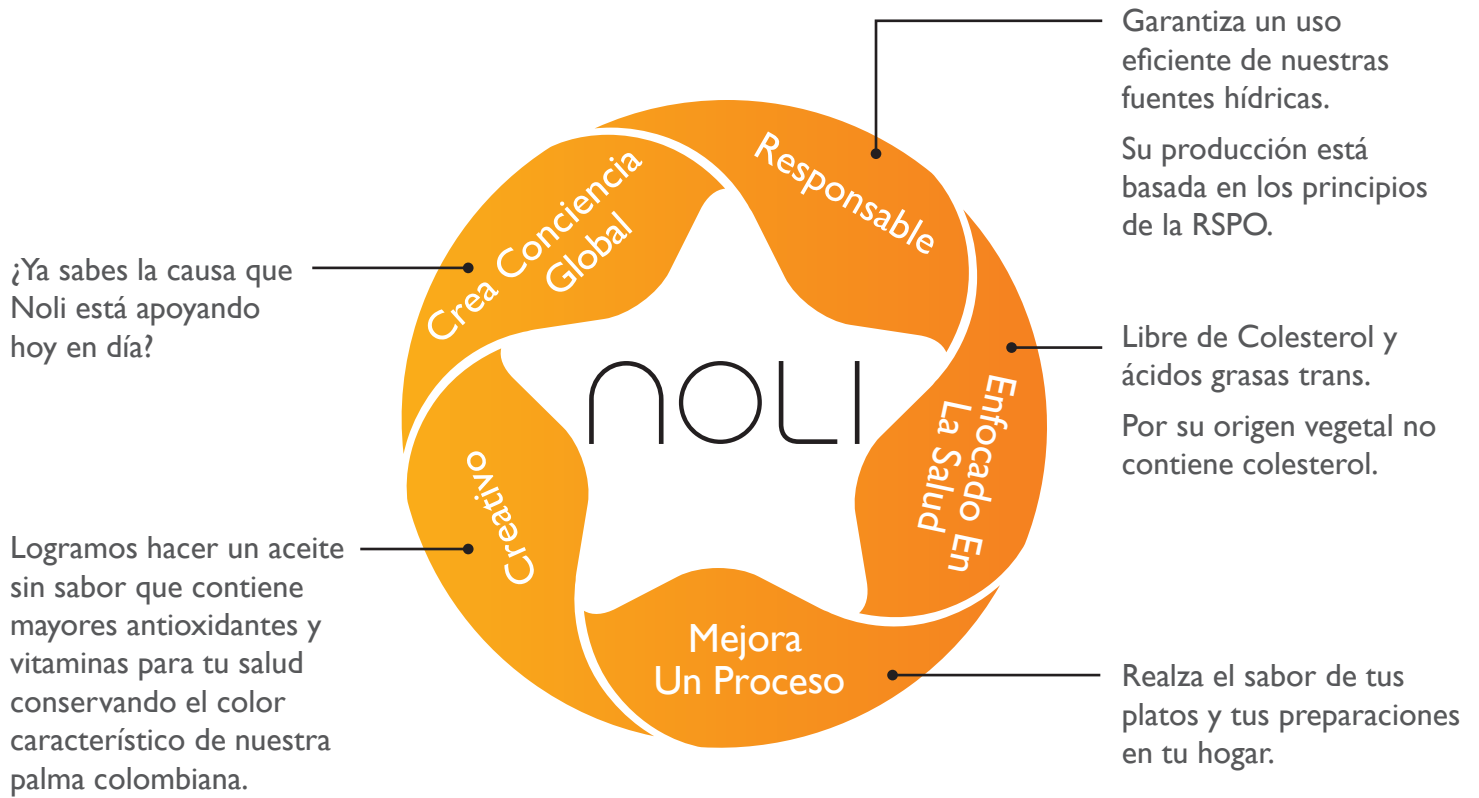 Garantiza un uso
eficiente de nuestras
fuentes hídricas.
Su producción está
basada en los principios
de la RSPO.
Responsable
Crea Conciencia
Global
¿Ya sabes la causa que
Noli está apoyando
hoy en día?
NOLI
Enfocado En
La Salud
Libre de Colesterol y
ácidos grasas trans.
Por su origen vegetal no
contiene colesterol.
Creativo
Logramos hacer un aceite
sin sabor que contiene
mayores antioxidantes y
vitaminas para tu salud
conservando el color
característico de nuestra
palma colombiana.
Mejora
Un Proceso
Realza el sabor de tus
platos y tus preparaciones
en tu hogar.